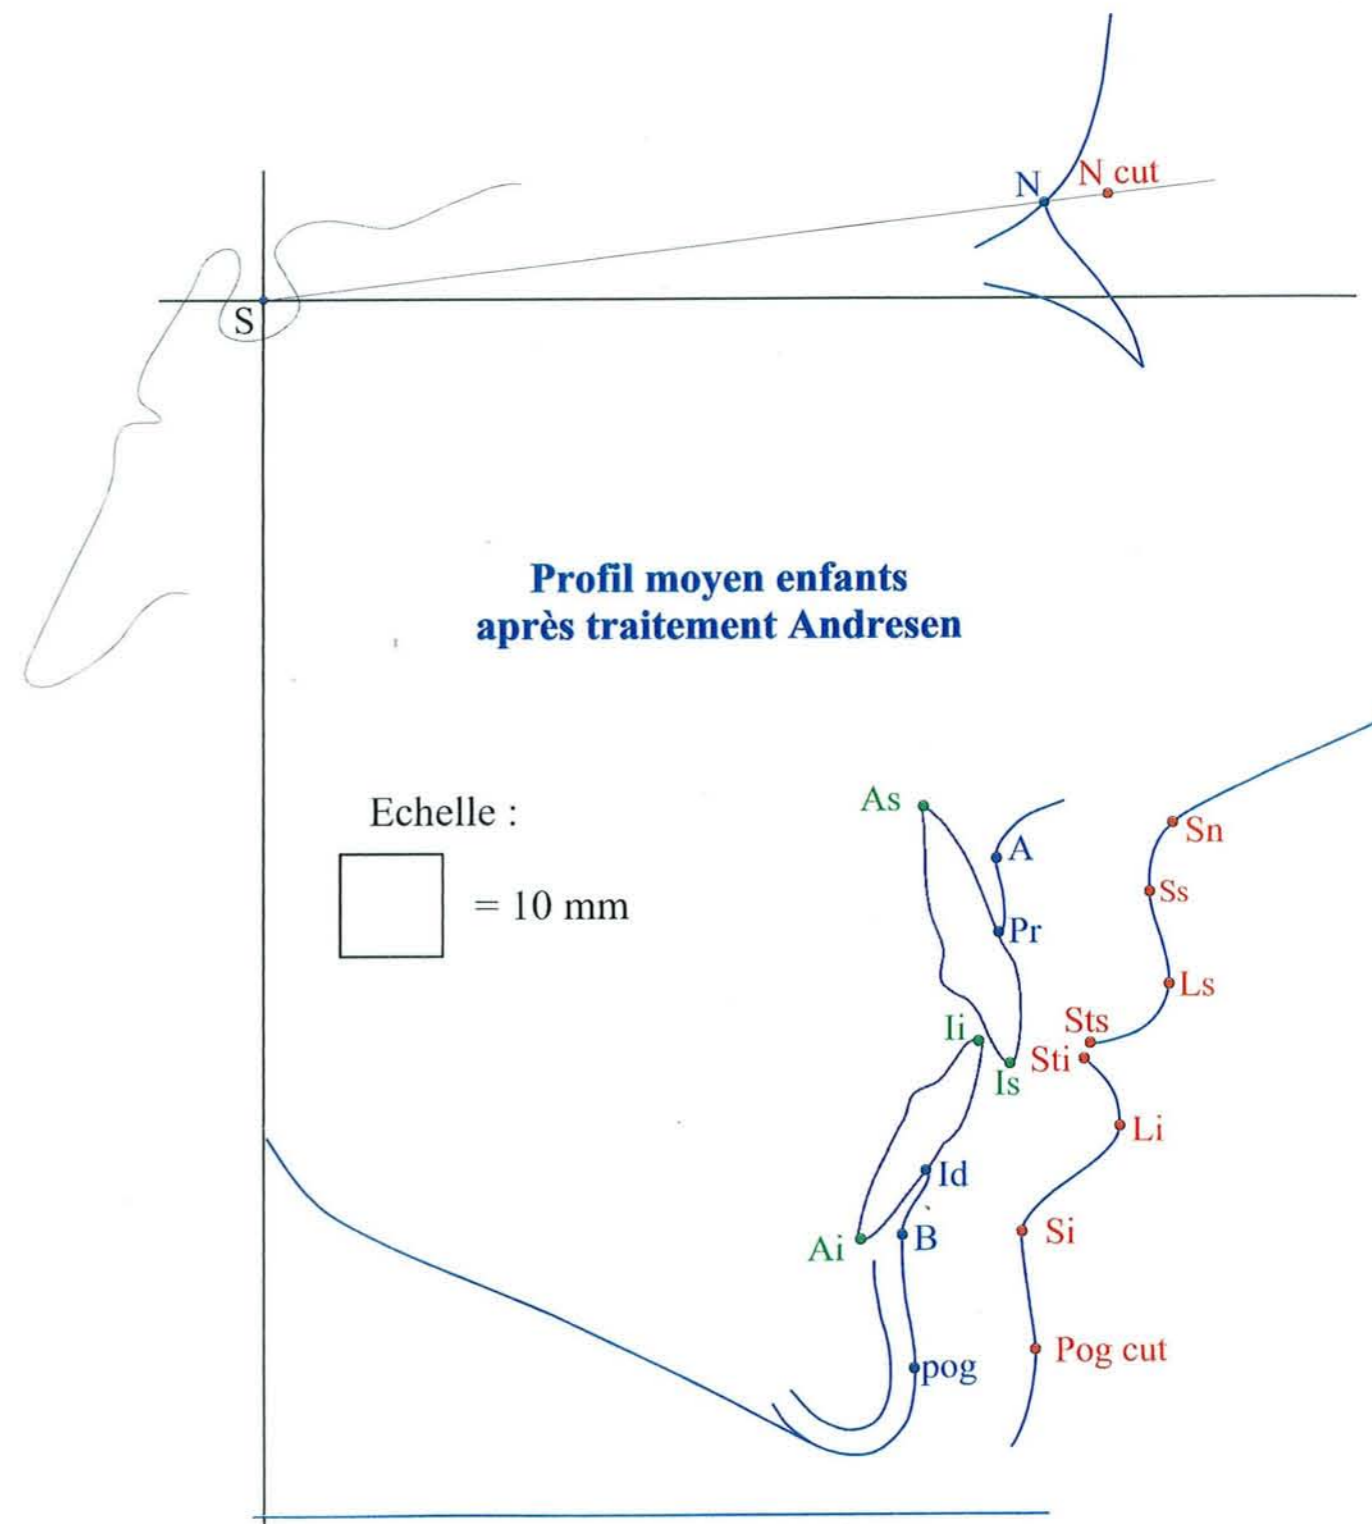 N
N cut
S
Profil moyen enfants
après traitement Andresen
Echelle :
= 10 mm
As
A
Sn
Ss
Pr
Ls
Ii
Sts
Sti
Is
Li
Id
Ai
B
Si
pog
Pog cut